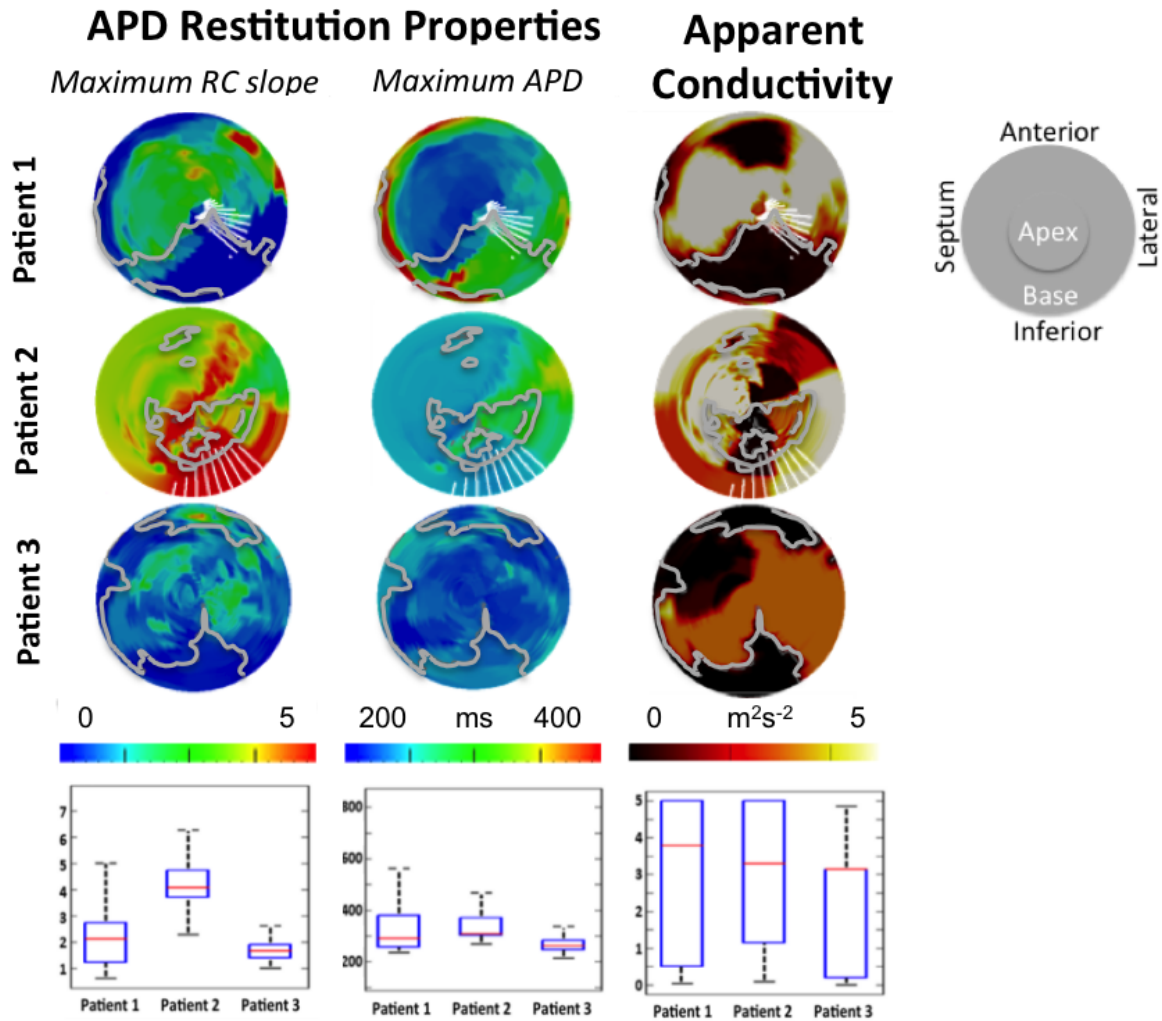 APD Restitution Properties
Apparent
Conductivity
Maximum RC slope
Maximum APD
Patient 1
Patient 2
Patient 3
Anterior
Septum
Apex
Lateral
Base
Inferior
0 5
200 ms 400
0 m²s⁻² 5
7
6
5
4
3
2
1
Patient 1 Patient 2 Patient 3
800
600
400
200
Patient 1 Patient 2 Patient 3
5
4
3
2
1
0
Patient 1 Patient 2 Patient 3